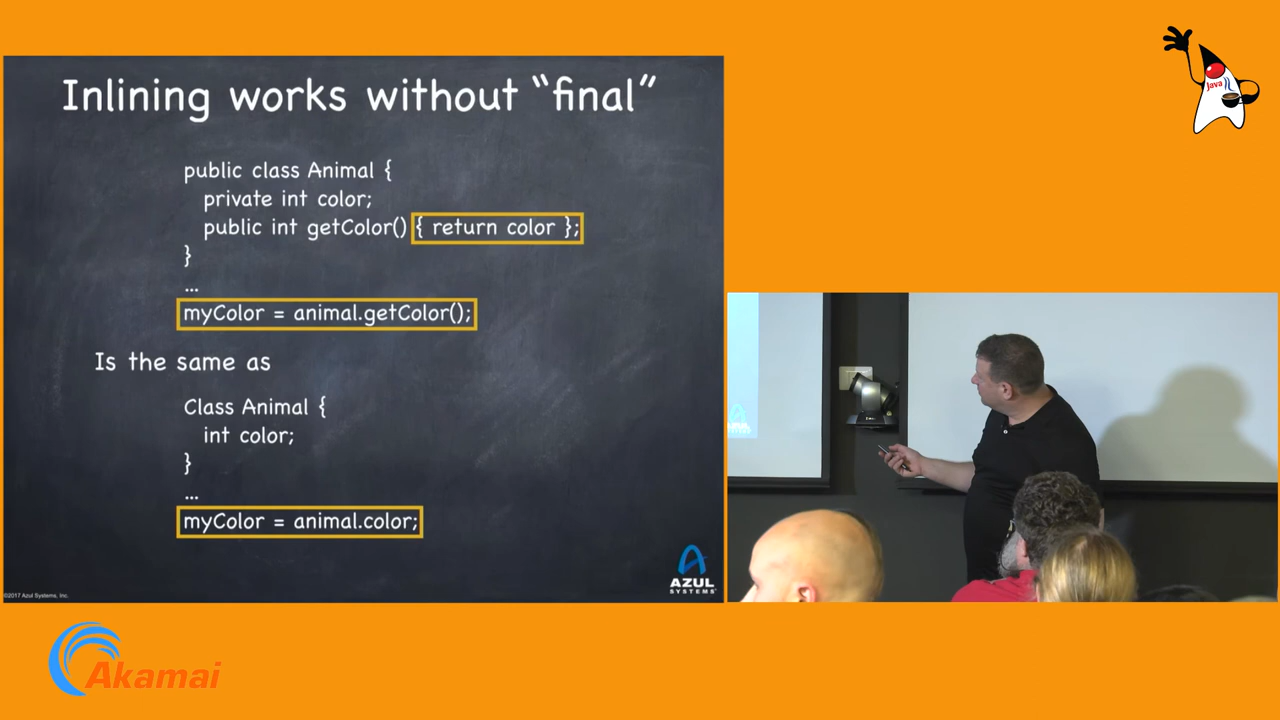 Inlining works without “final”
public class Animal {
private int color;
public int getColor() { return color };
}
...
myColor = animal.getColor();
Is the same as
Class Animal {
int color;
}
...
myColor = animal.color;
AZUL
SYSTEMS
©2017 Azul Systems, Inc.
Java
Akamai